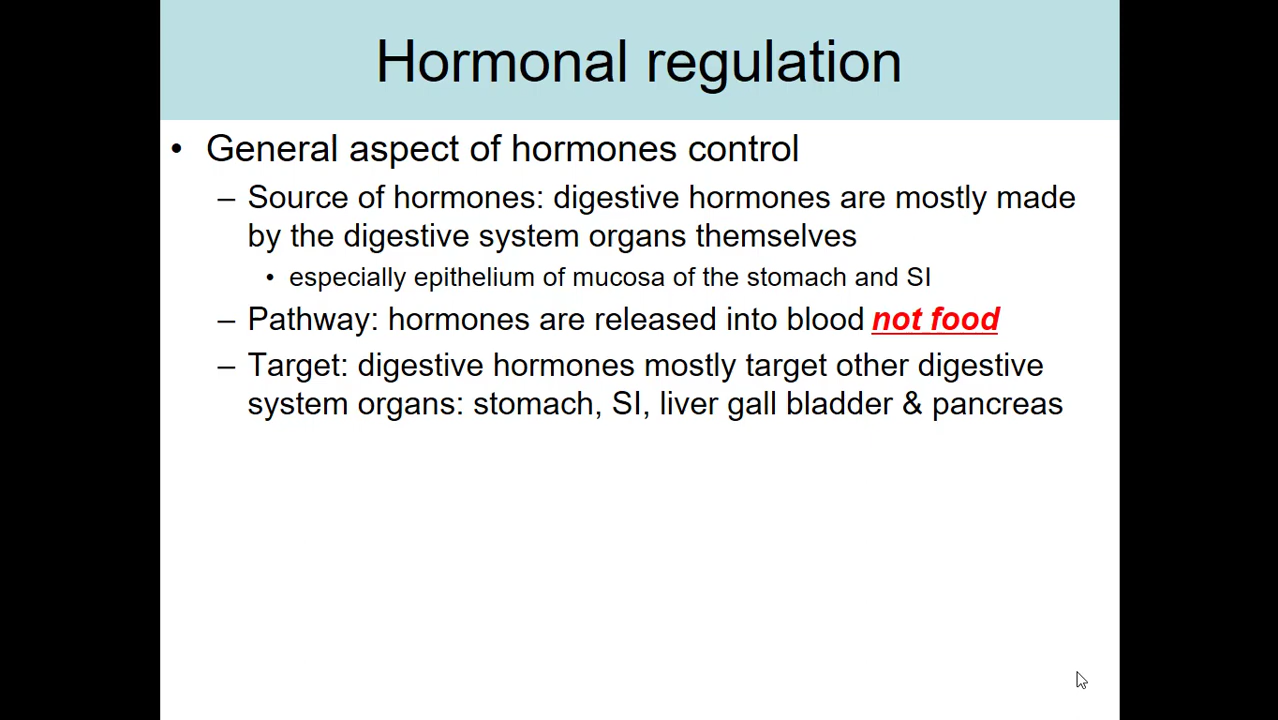 Hormonal regulation
• General aspect of hormones control
– Source of hormones: digestive hormones are mostly made
by the digestive system organs themselves
• especially epithelium of mucosa of the stomach and SI
– Pathway: hormones are released into blood not food
– Target: digestive hormones mostly target other digestive
system organs: stomach, SI, liver gall bladder & pancreas